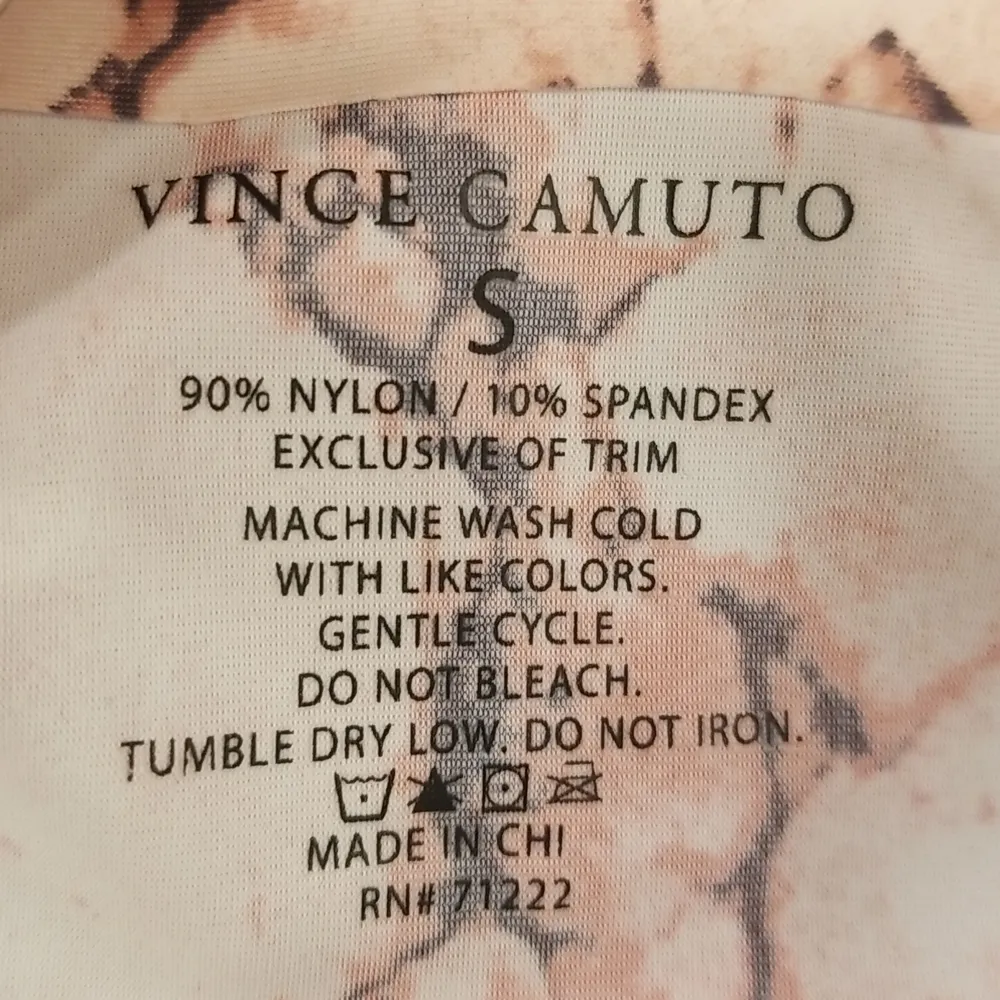 VINCE CAMUTO
S
90% NYLON / 10% SPANDEX
EXCLUSIVE OF TRIM
MACHINE WASH COLD
WITH LIKE COLORS.
GENTLE CYCLE.
DO NOT BLEACH.
TUMBLE DRY LOW. DO NOT IRON.
MADE IN CHI
RN# 71222